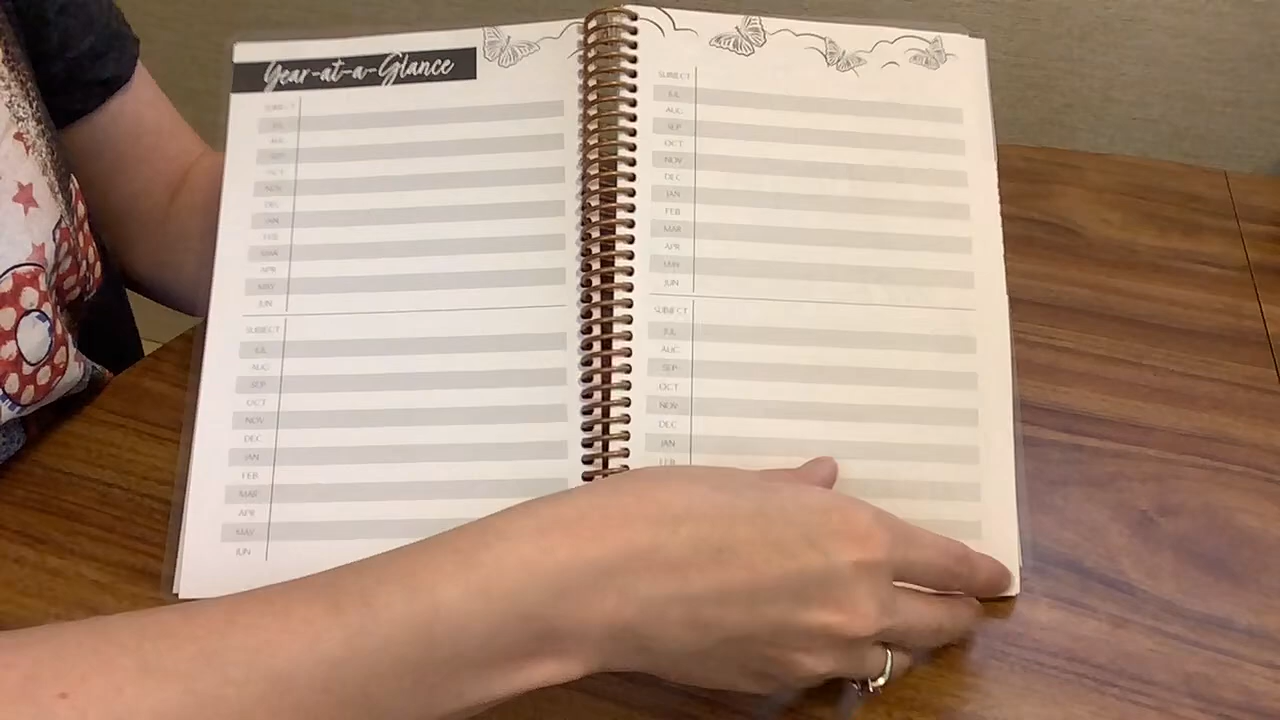 Year-at-a-Glance
SUBJECT
JUL
AUG
SEP
OCT
NOV
DEC
JAN
FEB
MAR
APR
MAY
JUN
SUBJECT
JUL
AUG
SEP
OCT
NOV
DEC
JAN
FEB
MAR
APR
MAY
JUN
SUBJECT
JUL
AUG
SEP
OCT
NOV
DEC
JAN
FEB
MAR
APR
MAY
JUN
SUBJECT
JUL
AUG
SEP
OCT
NOV
DEC
JAN
FEB